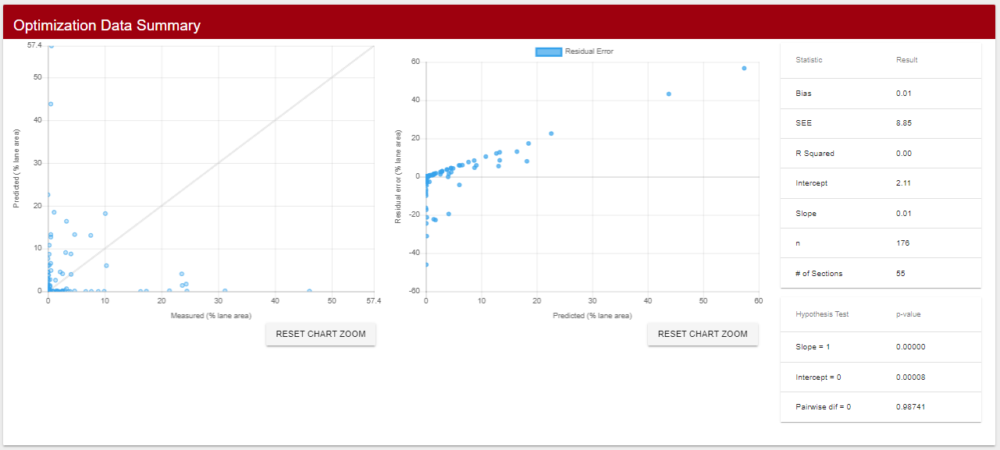 Optimization Data Summary
57.4
50
40
30
20
10
0
Predicted (% lane area)
0 10 20 30 40 50 57.4
Measured (% lane area)
RESET CHART ZOOM
Residual Error
60
40
20
0
-20
-40
-60
Residual error (% lane area)
0 10 20 30 40 50 60
Predicted (% lane area)
RESET CHART ZOOM
Statistic Result
Bias 0.01
SEE 8.85
R Squared 0.00
Intercept 2.11
Slope 0.01
n 176
# of Sections 55
Hypothesis Test p-value
Slope = 1 0.00000
Intercept = 0 0.00008
Pairwise dif = 0 0.98741